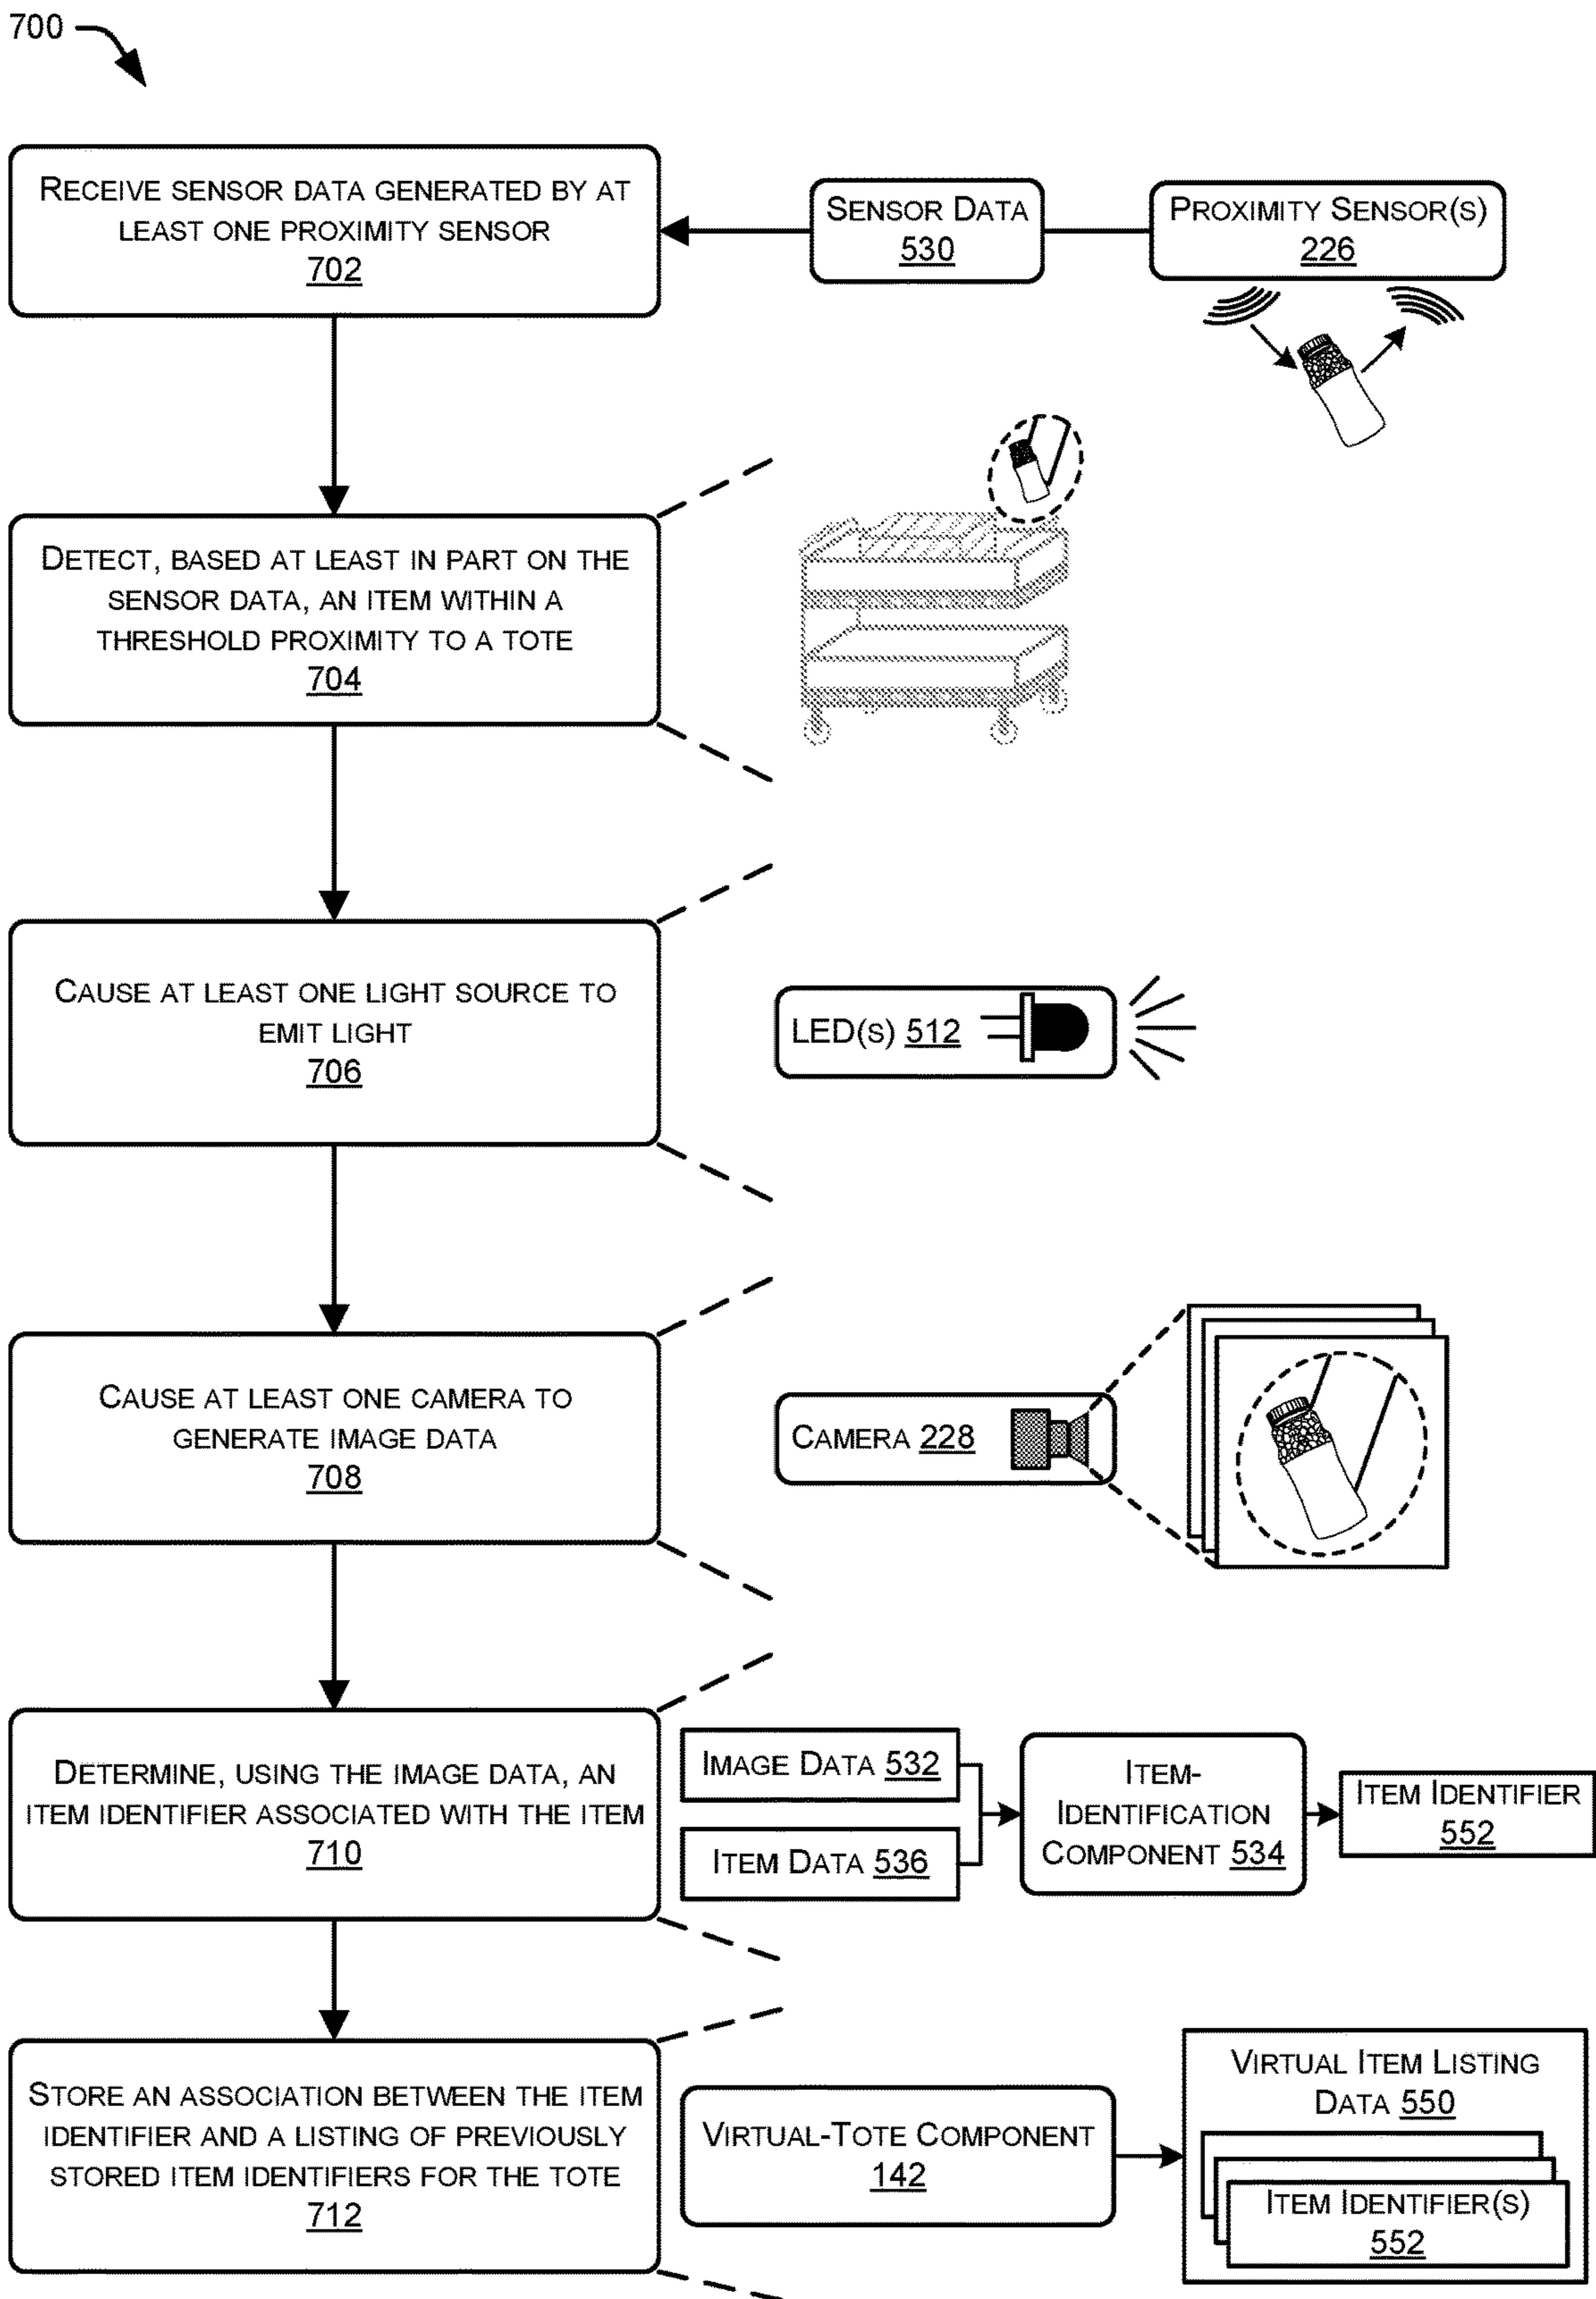 700
RECEIVE SENSOR DATA GENERATED BY AT
LEAST ONE PROXIMITY SENSOR
702
SENSOR DATA
530
PROXIMITY SENSOR(S)
226
DETECT, BASED AT LEAST IN PART ON THE
SENSOR DATA, AN ITEM WITHIN A
THRESHOLD PROXIMITY TO A TOTE
704
CAUSE AT LEAST ONE LIGHT SOURCE TO
EMIT LIGHT
706
LED(S) 512
CAUSE AT LEAST ONE CAMERA TO
GENERATE IMAGE DATA
708
CAMERA 228
DETERMINE, USING THE IMAGE DATA, AN
ITEM IDENTIFIER ASSOCIATED WITH THE ITEM
710
IMAGE DATA 532
ITEM DATA 536
ITEM-
IDENTIFICATION
COMPONENT 534
ITEM IDENTIFIER
552
STORE AN ASSOCIATION BETWEEN THE ITEM
IDENTIFIER AND A LISTING OF PREVIOUSLY
STORED ITEM IDENTIFIERS FOR THE TOTE
712
VIRTUAL-TOTE COMPONENT
142
VIRTUAL ITEM LISTING
DATA 550
ITEM IDENTIFIER(S)
552